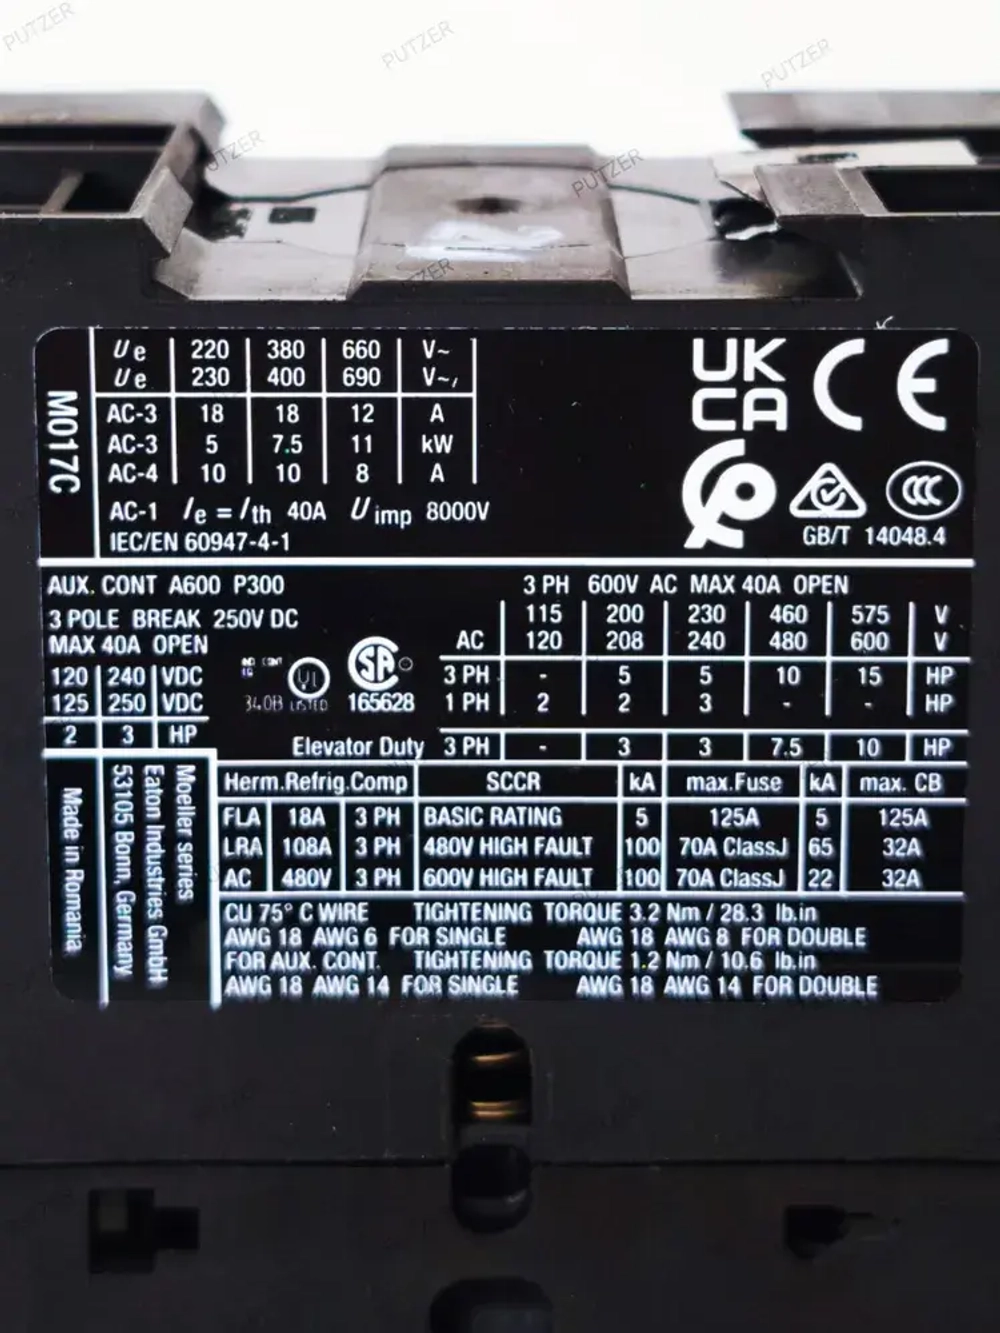 PUTZER
PUTZER
PUTZER
PUTZER
PUTZER
PUTZER
M017C
Ue 220 380 660 V~
Ue 230 400 690 V~,
AC-3 18 18 12 A
AC-3 5 7.5 11 kW
AC-4 10 10 8 A
AC-1 Ie = Ith 40A Uimp 8000V
IEC/EN 60947-4-1
UK
CA
CE
CCC
GB/T 14048.4
AUX. CONT A600 P300
3 POLE BREAK 250V DC
MAX 40A OPEN
120 240 VDC
125 250 VDC
2 3 HP
UL
LISTED
SA
165628
3 PH 600V AC MAX 40A OPEN
115 200 230 460 575 V
AC 120 208 240 480 600 V
3 PH - 5 5 10 15 HP
1 PH 2 2 3 - - HP
Elevator Duty 3 PH - 3 3 7.5 10 HP
Herm.Refrig.Comp SCCR kA max.Fuse kA max. CB
FLA 18A 3 PH BASIC RATING 5 125A 5 125A
LRA 108A 3 PH 480V HIGH FAULT 100 70A ClassJ 65 32A
AC 480V 3 PH 600V HIGH FAULT 100 70A ClassJ 22 32A
CU 75° C WIRE TIGHTENING TORQUE 3.2 Nm / 28.3 lb.in
AWG 18 AWG 6 FOR SINGLE AWG 18 AWG 8 FOR DOUBLE
FOR AUX. CONT. TIGHTENING TORQUE 1.2 Nm / 10.6 lb.in
AWG 18 AWG 14 FOR SINGLE AWG 18 AWG 14 FOR DOUBLE
Moeller series
Eaton Industries GmbH
53105 Bonn, Germany
Made in Romania